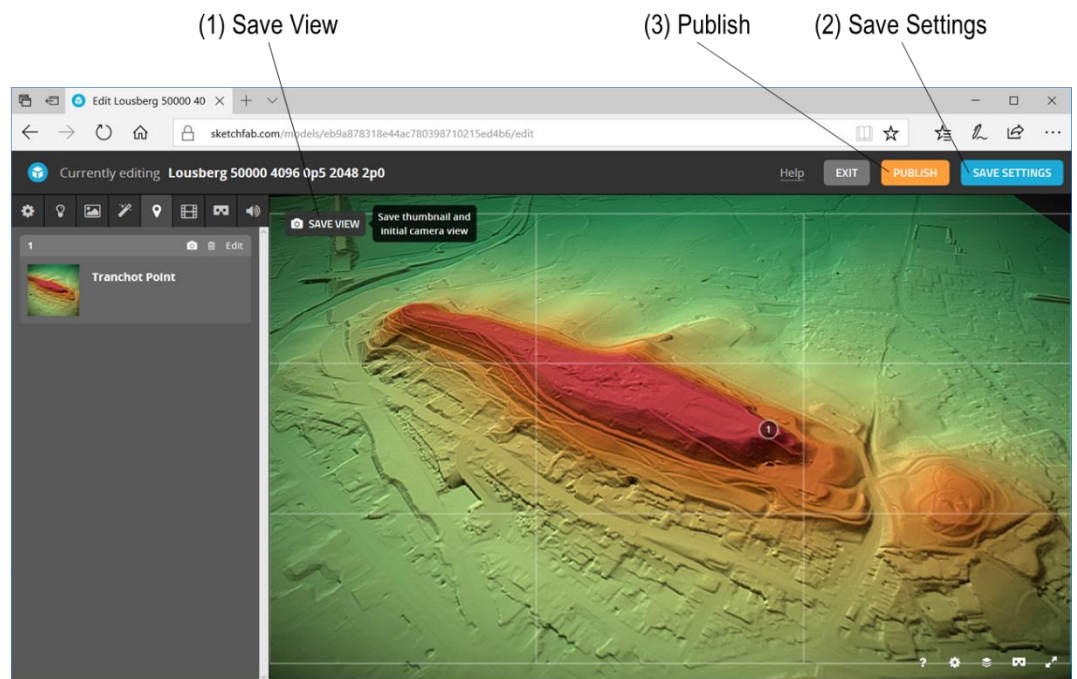 (1) Save View
(3) Publish
(2) Save Settings
Edit Lousberg 50000 40
sketchfab.com/models/eb9a878318e44ac780398710215ed4b6/edit
Currently editing Lousberg 50000 4096 0p5 2048 2p0
Help
EXIT
PUBLISH
SAVE SETTINGS
SAVE VIEW
Save thumbnail and
initial camera view
1
Edit
Tranchot Point
1
?